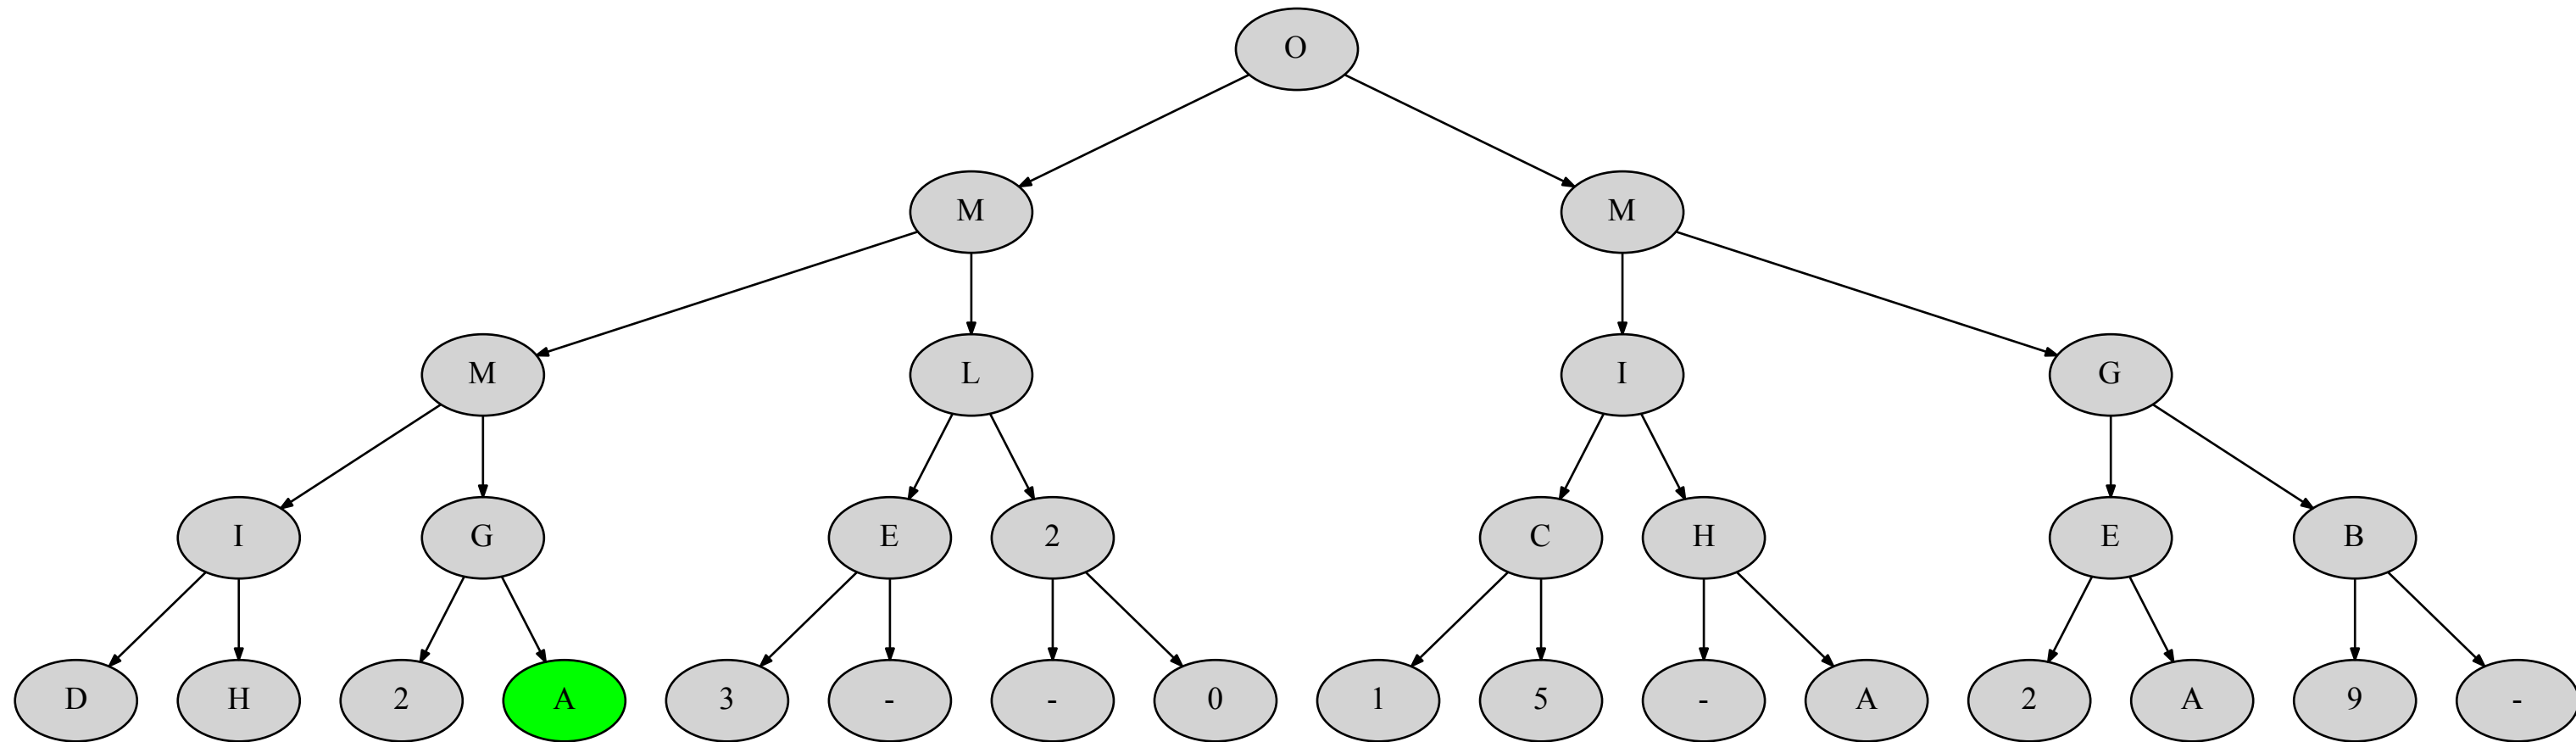 O
M M
M L I G
I G E 2 C H E B
D H 2 A 3 - - 0 1 5 - A 2 A 9 -